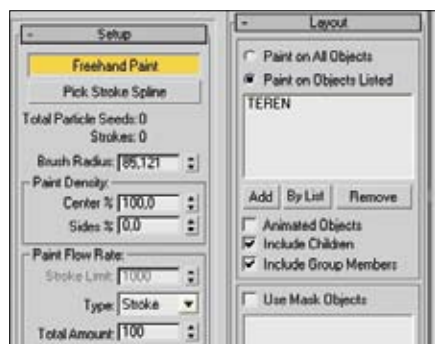 - Setup
Freehand Paint
Pick Stroke Spline
Total Particle Seeds: 0
Strokes: 0
Brush Radius: 85,121
Paint Density:
Center % 100,0
Sides % 0,0
Paint Flow Rate:
Stroke Limit: 1000
Type: Stroke
Total Amount: 100
- Layout
Paint on All Objects
Paint on Objects Listed
TEREN
Add By List Remove
Animated Objects
Include Children
Include Group Members
Use Mask Objects